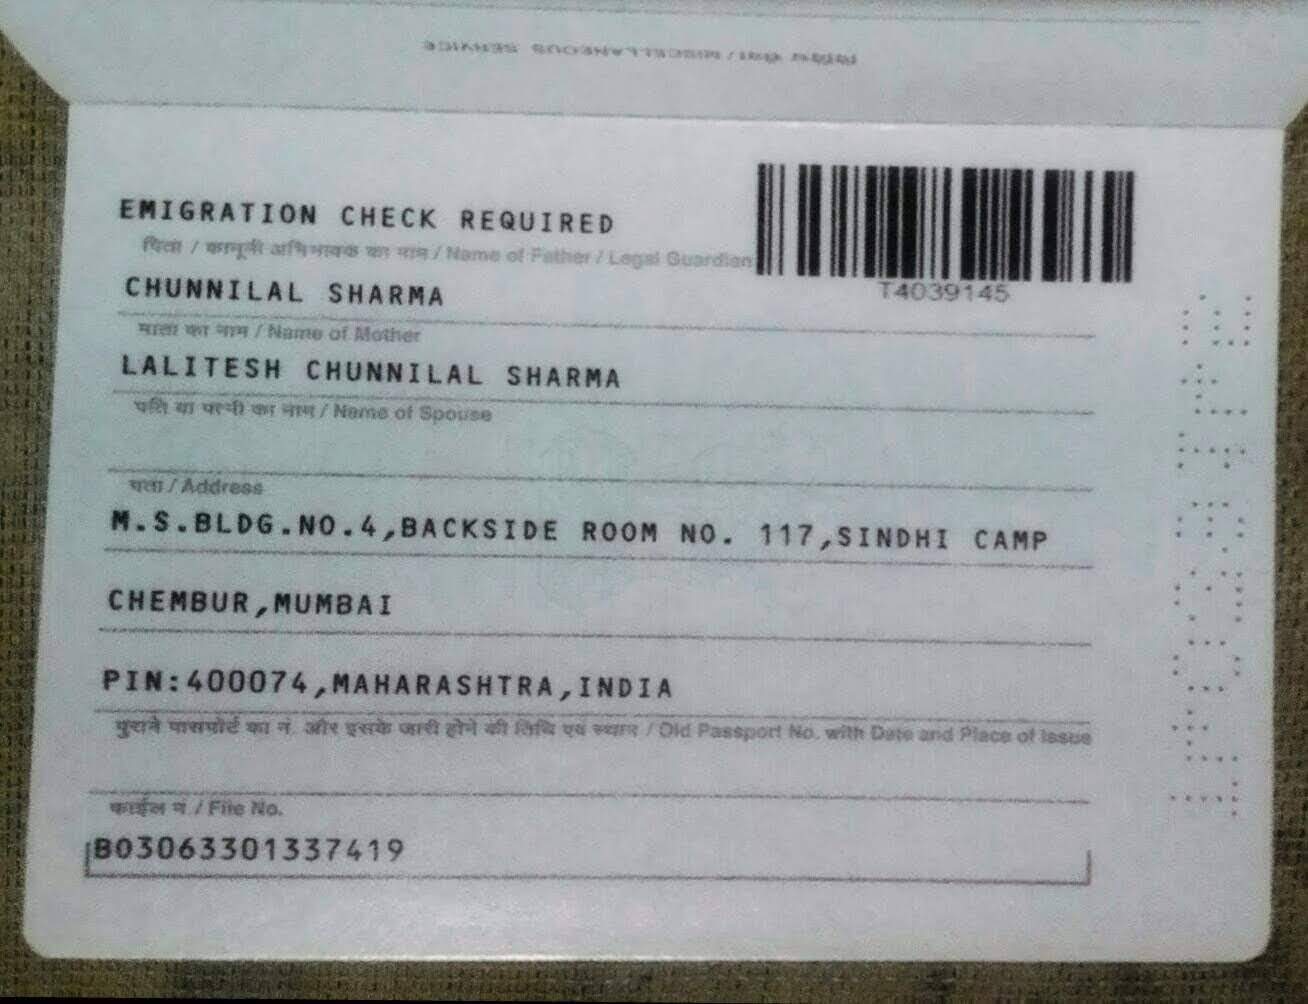 विविध सेवा / MISCELLANEOUS SERVICE
EMIGRATION CHECK REQUIRED
पिता / कानूनी अभिभावक का नाम / Name of Father / Legal Guardian
CHUNNILAL SHARMA
T4039145
माता का नाम / Name of Mother
LALITESH CHUNNILAL SHARMA
पति या पत्नी का नाम / Name of Spouse
पता / Address
M.S.BLDG.NO.4,BACKSIDE ROOM NO. 117,SINDHI CAMP
CHEMBUR,MUMBAI
PIN:400074,MAHARASHTRA,INDIA
पुराने पासपोर्ट का नं. और इसके जारी होने की तिथि एवं स्थान / Old Passport No. with Date and Place of Issue
फाईल नं. / File No.
B03063301337419